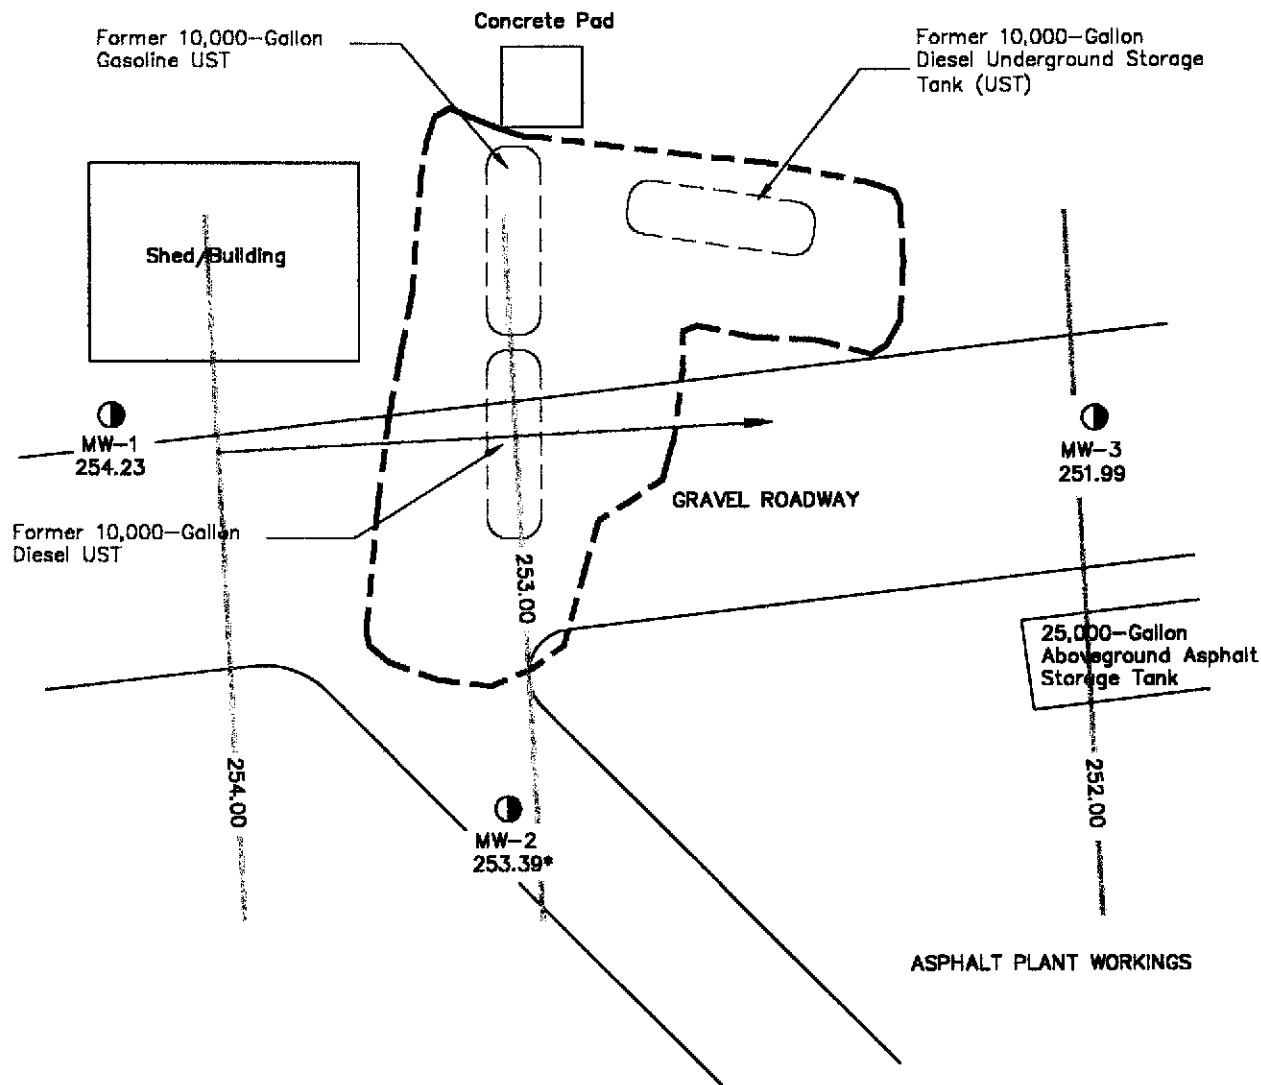 Concrete Pad
Former 10,000-Gallon
Gasoline UST
Former 10,000-Gallon
Diesel Underground Storage
Tank (UST)
Shed/Building
MW-1
254.23
MW-3
251.99
GRAVEL ROADWAY
Former 10,000-Gallon
Diesel UST
253.00
25,000-Gallon
Aboveground Asphalt
Storage Tank
254.00
252.00
MW-2
253.39*
ASPHALT PLANT WORKINGS